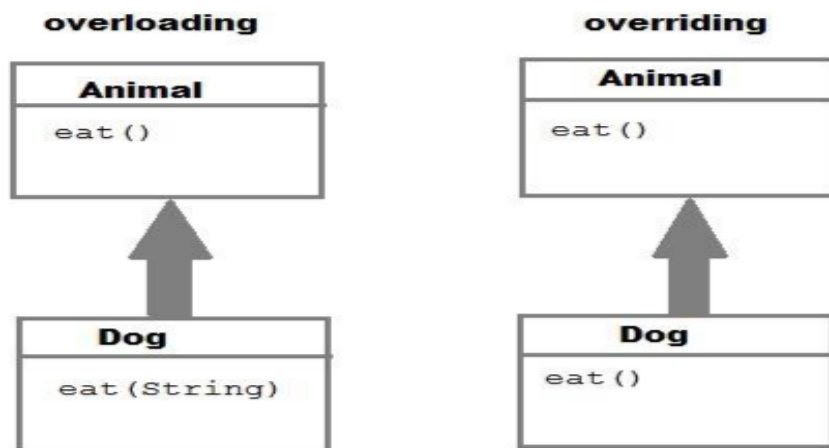 overloading
Animal
eat()
Dog
eat(String)
overriding
Animal
eat()
Dog
eat()